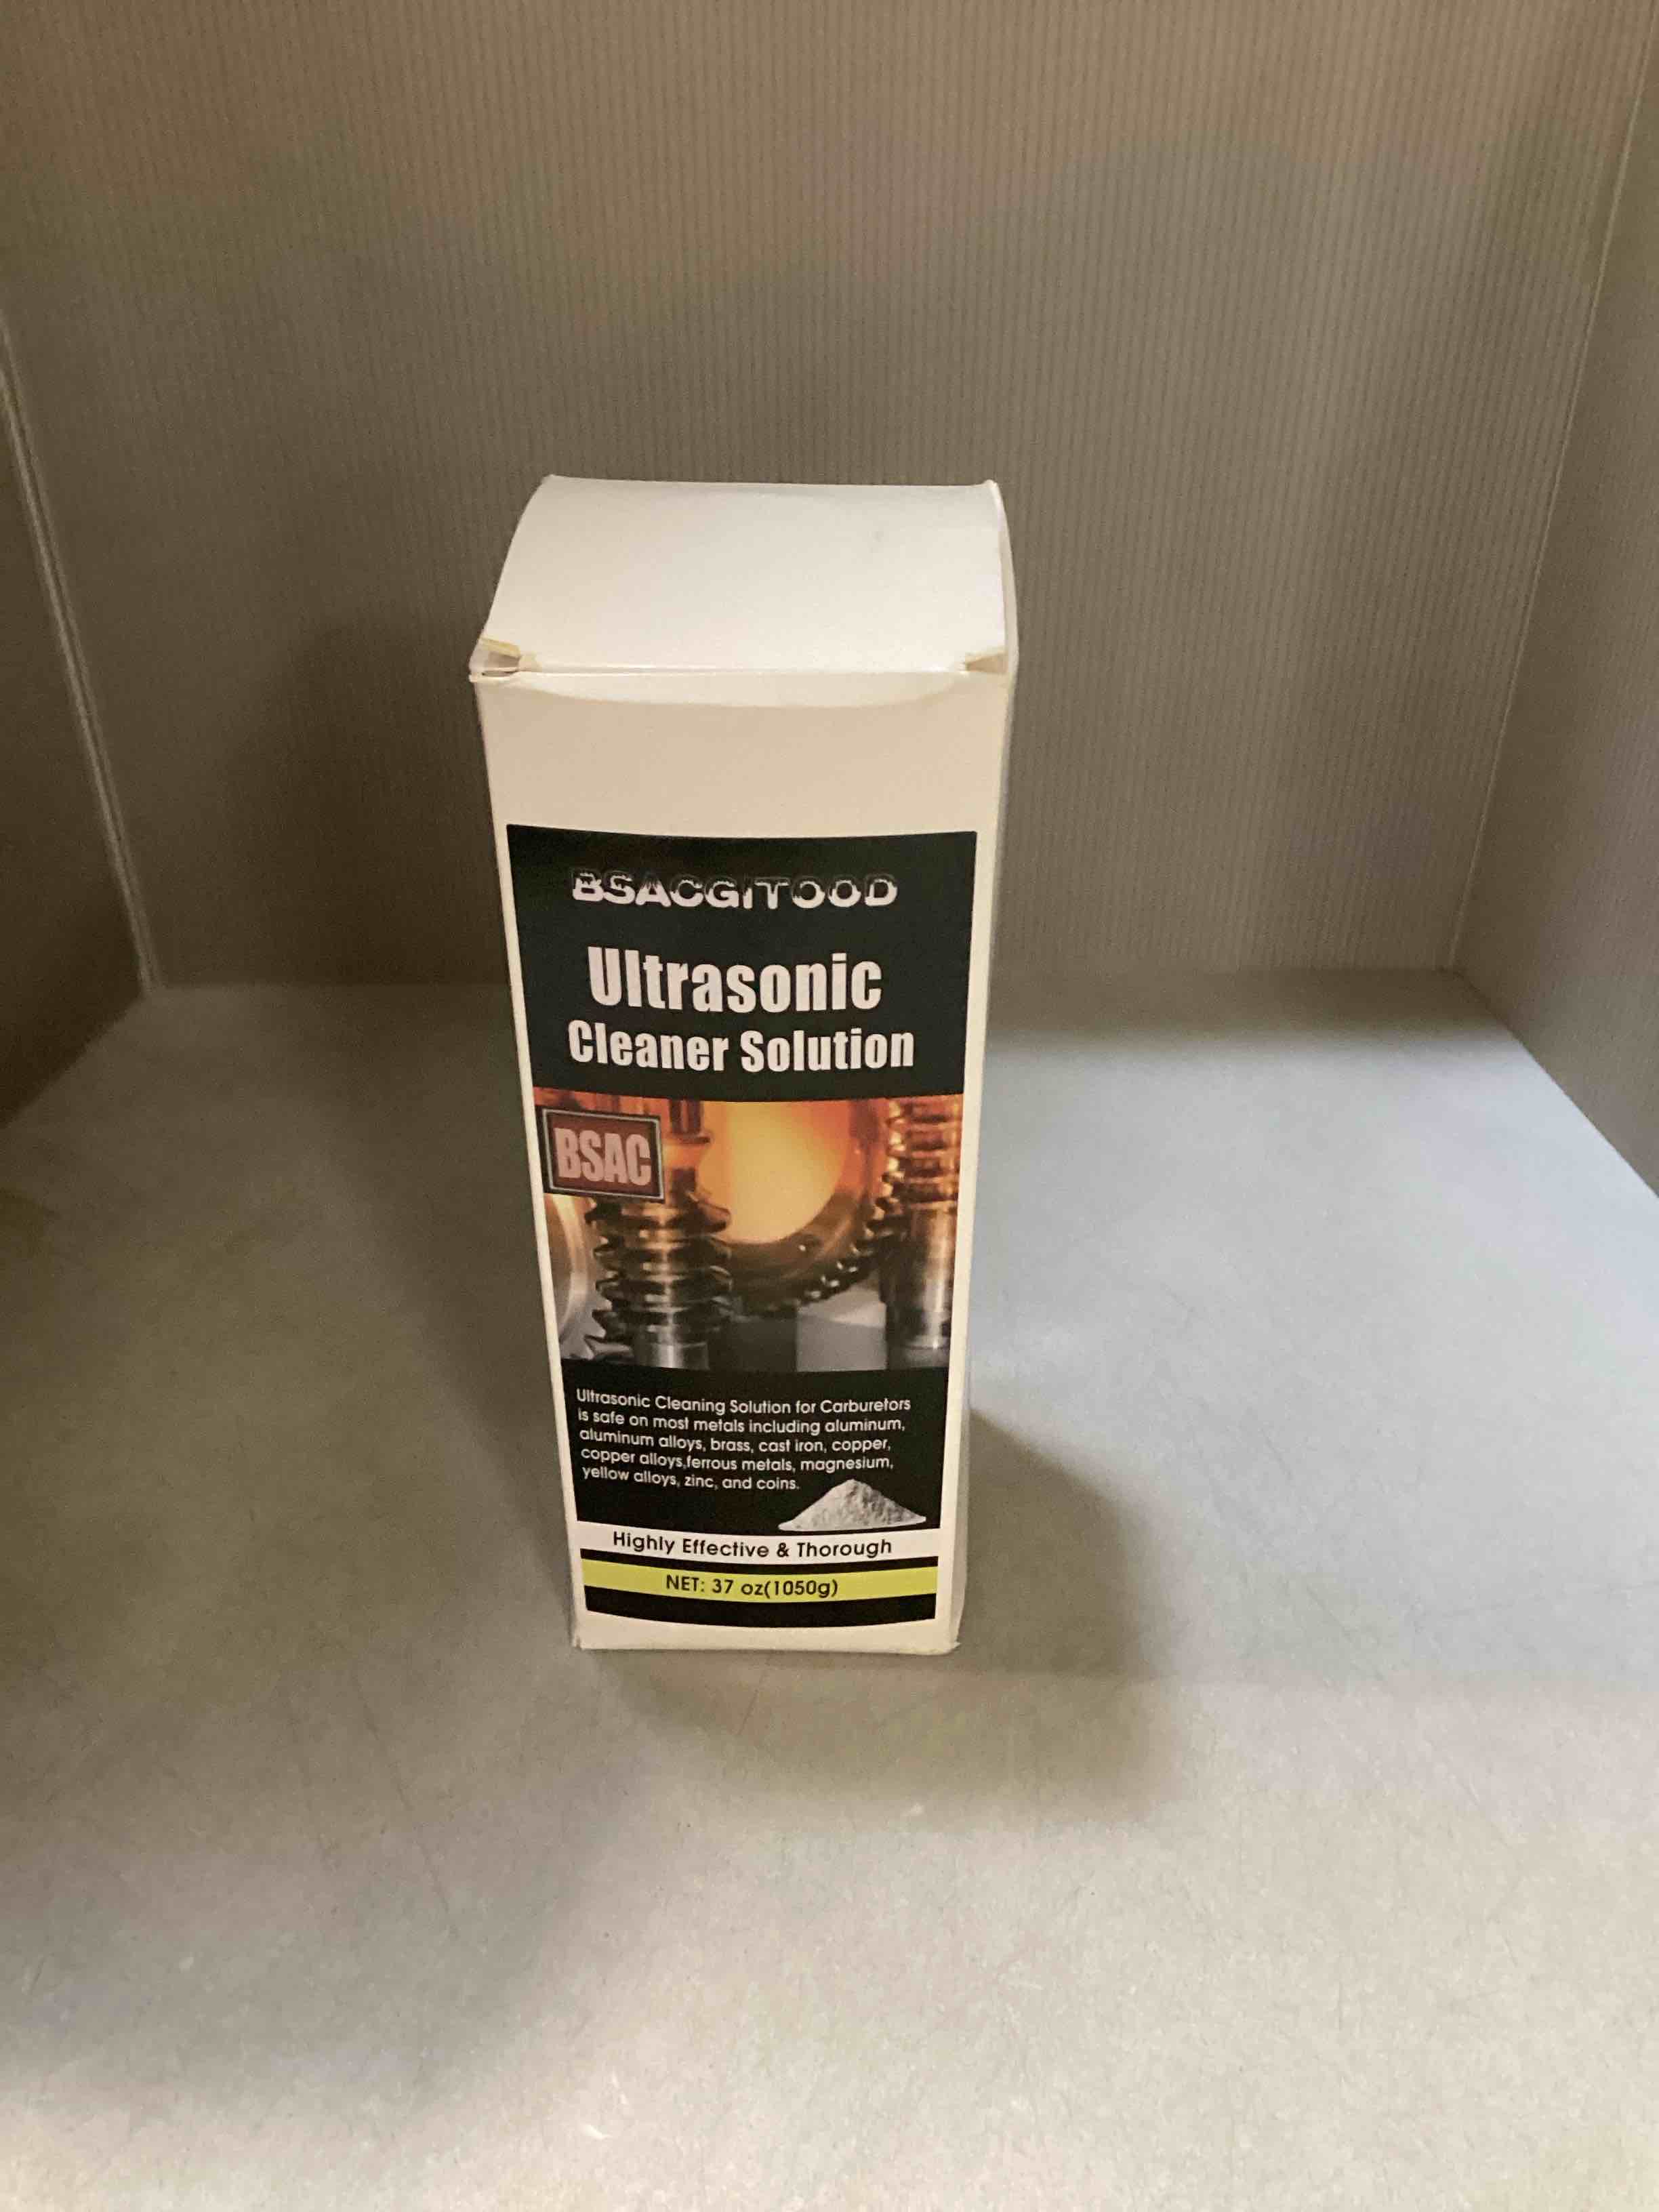 BSACGITOOD
Ultrasonic
Cleaner Solution
BSAC
Ultrasonic Cleaning Solution for Carburetors
is safe on most metals including aluminum,
aluminum alloys, brass, cast iron, copper,
copper alloys,ferrous metals, magnesium,
yellow alloys, zinc, and coins.
Highly Effective & Thorough
NET: 37 oz(1050g)